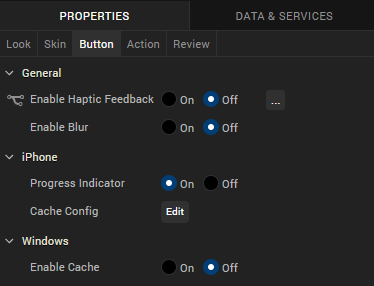 PROPERTIES DATA & SERVICES
Look Skin Button Action Review
General
Enable Haptic Feedback On Off ...
Enable Blur On Off
iPhone
Progress Indicator On Off
Cache Config Edit
Windows
Enable Cache On Off